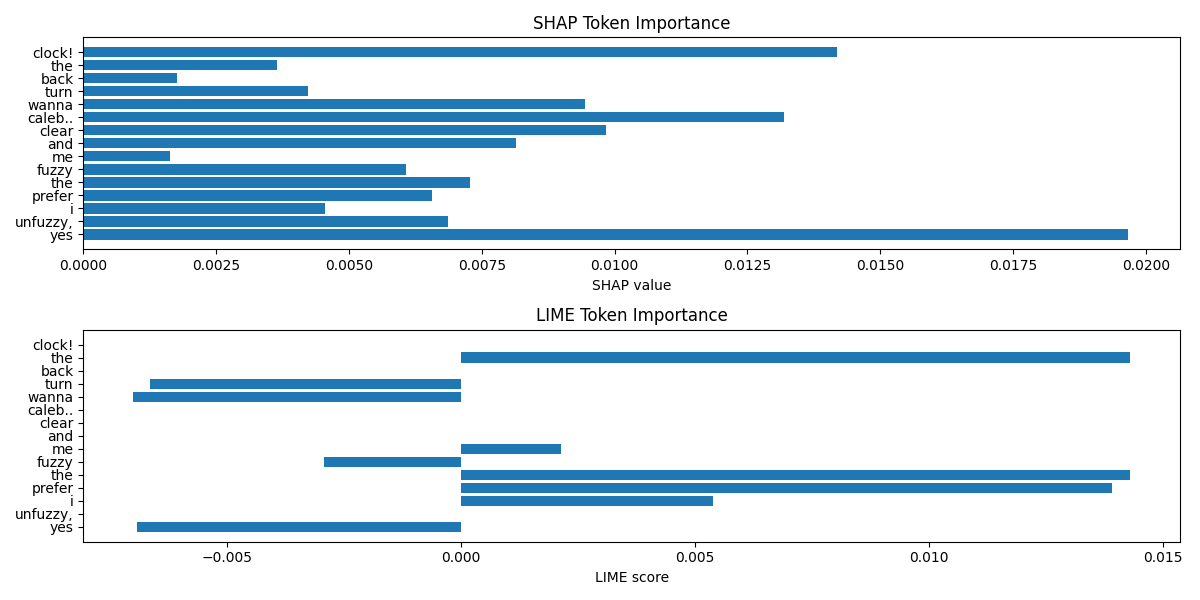 SHAP Token Importance
clock!
the
back
turn
wanna
caleb..
clear
and
me
fuzzy
the
prefer
i
unfuzzy,
yes
0.0000 0.0025 0.0050 0.0075 0.0100 0.0125 0.0150 0.0175 0.0200
SHAP value
LIME Token Importance
clock!
the
back
turn
wanna
caleb..
clear
and
me
fuzzy
the
prefer
i
unfuzzy,
yes
−0.005 0.000 0.005 0.010 0.015
LIME score